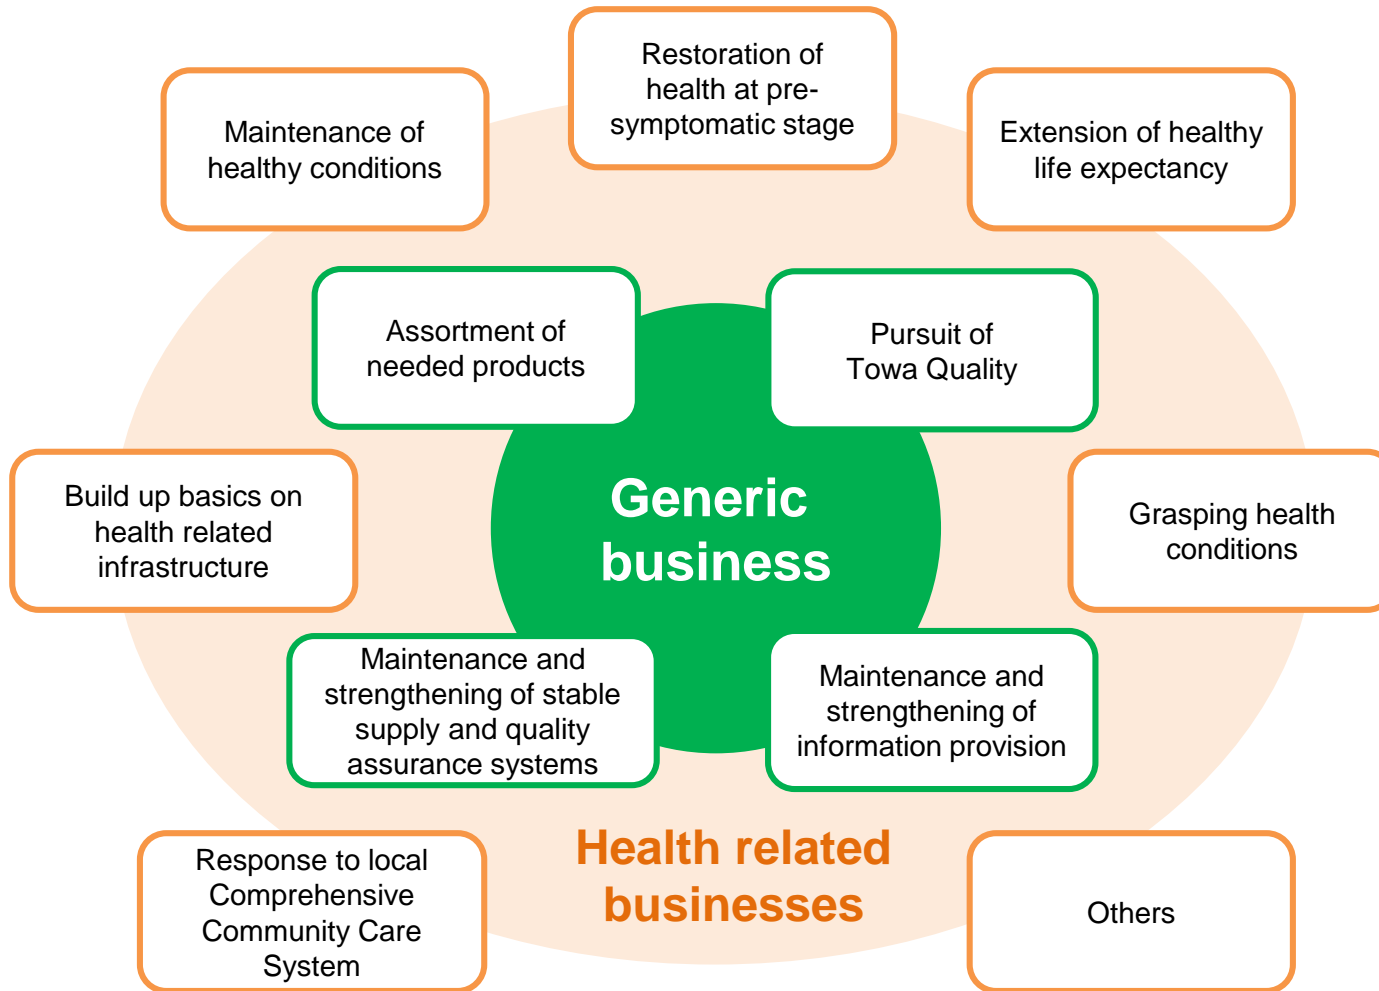 Restoration of
health at pre-
symptomatic stage
Maintenance of
healthy conditions
Extension of healthy
life expectancy
Assortment of
needed products
Pursuit of
Towa Quality
Build up basics on
health related
infrastructure
Generic
business
Grasping health
conditions
Maintenance and
strengthening of stable
supply and quality
assurance systems
Maintenance and
strengthening of
information provision
Health related
businesses
Response to local
Comprehensive
Community Care
System
Others